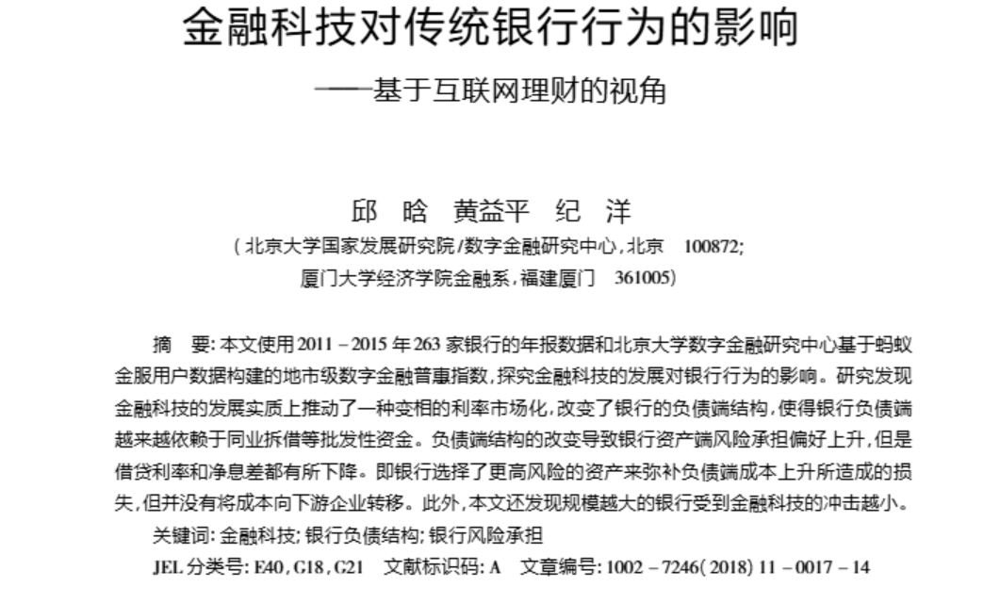 金融科技对传统银行行为的影响
——基于互联网理财的视角
邱 晗 黄益平 纪 洋
(北京大学国家发展研究院/数字金融研究中心,北京 100872;
厦门大学经济学院金融系,福建厦门 361005)
摘 要:本文使用2011-2015年263家银行的年报数据和北京大学数字金融研究中心基于蚂蚁
金服用户数据构建的地市级数字金融普惠指数,探究金融科技的发展对银行行为的影响。研究发现
金融科技的发展实质上推动了一种变相的利率市场化,改变了银行的负债端结构,使得银行负债端
越来越依赖于同业拆借等批发性资金。负债端结构的改变导致银行资产端风险承担偏好上升,但是
借贷利率和净息差都有所下降。即银行选择了更高风险的资产来弥补负债端成本上升所造成的损
失,但并没有将成本向下游企业转移。此外,本文还发现规模越大的银行受到金融科技的冲击越小。
关键词:金融科技;银行负债结构;银行风险承担
JEL分类号:E40,G18,G21 文献标识码:A 文章编号:1002-7246(2018)11-0017-14